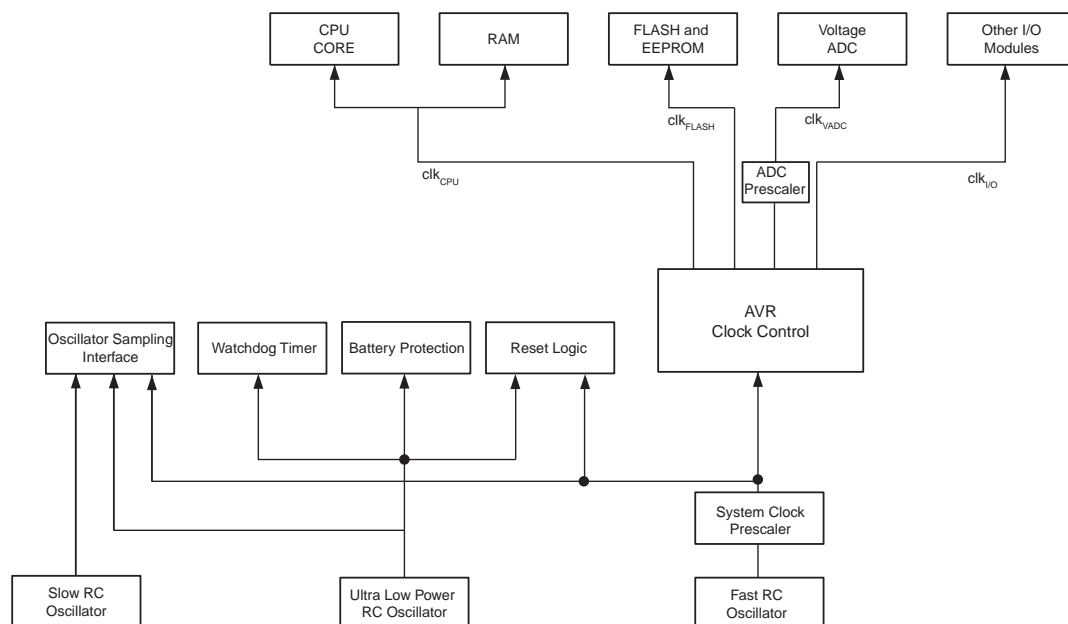 CPU
CORE
RAM
FLASH and
EEPROM
Voltage
ADC
Other I/O
Modules
clkFLASH
clkVADC
clkCPU
ADC
Prescaler
clkI/O
AVR
Clock Control
Oscillator Sampling
Interface
Watchdog Timer
Battery Protection
Reset Logic
System Clock
Prescaler
Slow RC
Oscillator
Ultra Low Power
RC Oscillator
Fast RC
Oscillator